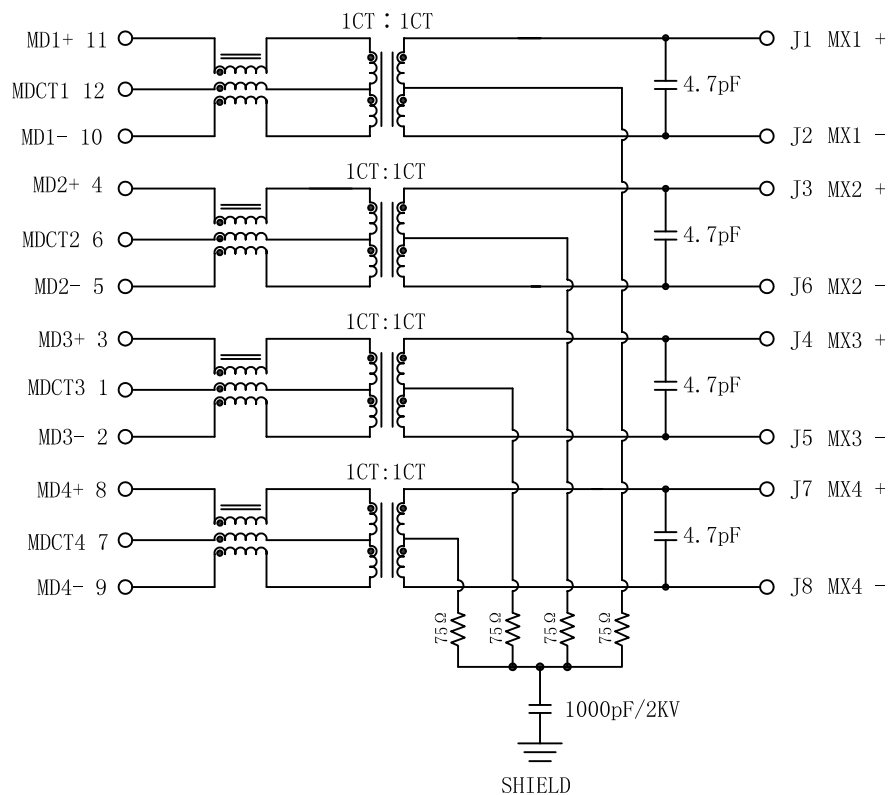 1CT：1CT
MD1+ 11
J1 MX1 +
MDCT1 12
4.7pF
MD1- 10
J2 MX1 -
1CT:1CT
MD2+ 4
J3 MX2 +
MDCT2 6
4.7pF
MD2- 5
J6 MX2 -
1CT:1CT
MD3+ 3
J4 MX3 +
MDCT3 1
4.7pF
MD3- 2
J5 MX3 -
1CT:1CT
MD4+ 8
J7 MX4 +
MDCT4 7
4.7pF
MD4- 9
J8 MX4 -
75Ω
75Ω
75Ω
75Ω
1000pF/2KV
SHIELD